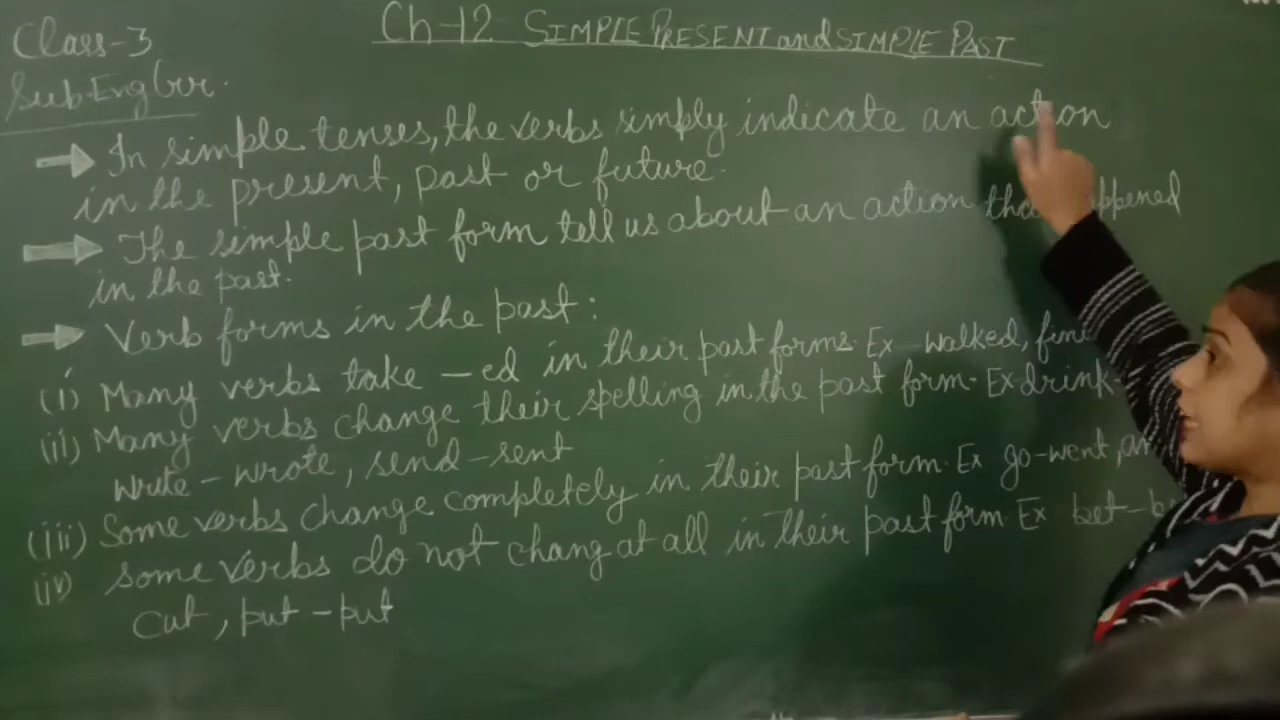 Class-3
Ch-12 SIMPLE PRESENT and SIMPLE PAST
Sub-Eng
→ In simple tenses, the verbs simply indicate an action
in the present, past or future.
→ The simple past form tell us about an action that happened
in the past.
→ Verb forms in the past:
(i) Many verbs take -ed in their past forms. Ex - walked,
(ii) Many verbs change their spelling in the past form. Ex drink-
write - wrote, send - sent
(iii) Some verbs change completely in their past form. Ex go-went,
(iv) some verbs do not chang at all in their past form. Ex bet-
cut, put - put